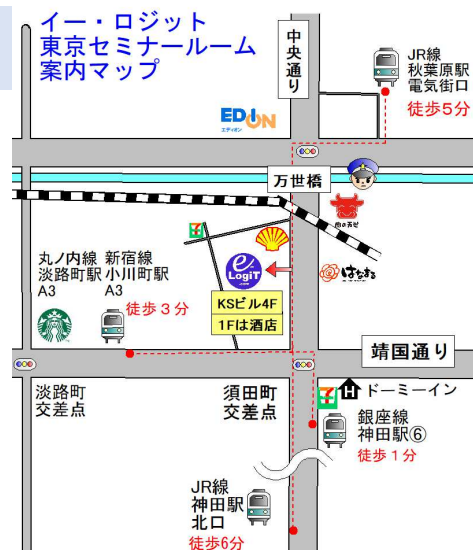 イー・ロジット
東京セミナールーム
案内マップ
中央通り
JR線
秋葉原駅
電気街口
徒歩5分
EDION
エディオン
万世橋
肉の万世
はなまる
丸ノ内線
淡路町駅
A3
新宿線
小川町駅
A3
徒歩3分
e-LogiT
.com
KSビル4F
1Fは酒店
靖国通り
淡路町
交差点
須田町
交差点
7
H ドーミーイン
銀座線
神田駅⑥
徒歩1分
JR線
神田駅
北口
徒歩6分